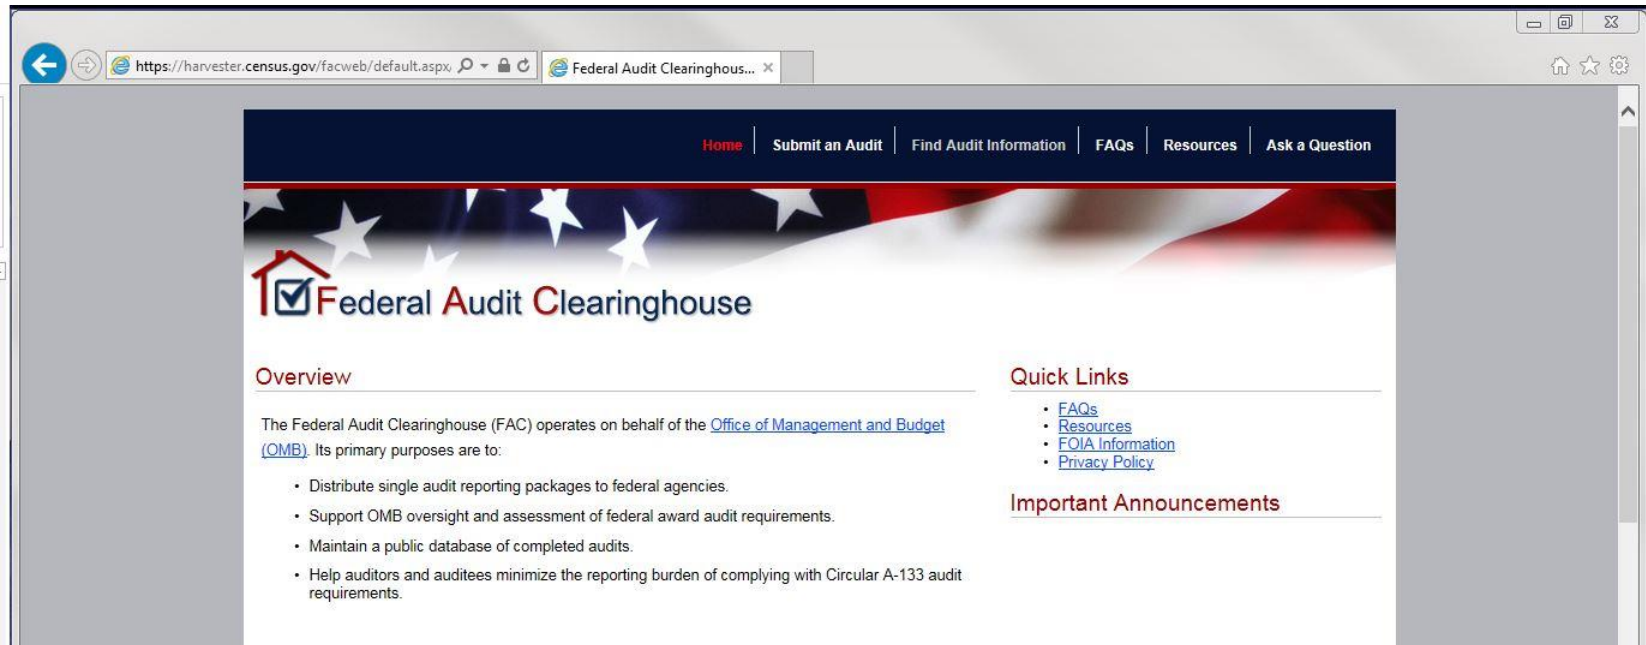 https://harvester.census.gov/facweb/default.aspx
Federal Audit Clearinghous...
Home
Submit an Audit
Find Audit Information
FAQs
Resources
Ask a Question
Federal Audit Clearinghouse
Overview
The Federal Audit Clearinghouse (FAC) operates on behalf of the Office of Management and Budget
(OMB). Its primary purposes are to:
• Distribute single audit reporting packages to federal agencies.
• Support OMB oversight and assessment of federal award audit requirements.
• Maintain a public database of completed audits.
• Help auditors and auditees minimize the reporting burden of complying with Circular A-133 audit
requirements.
Quick Links
• FAQs
• Resources
• FOIA Information
• Privacy Policy
Important Announcements